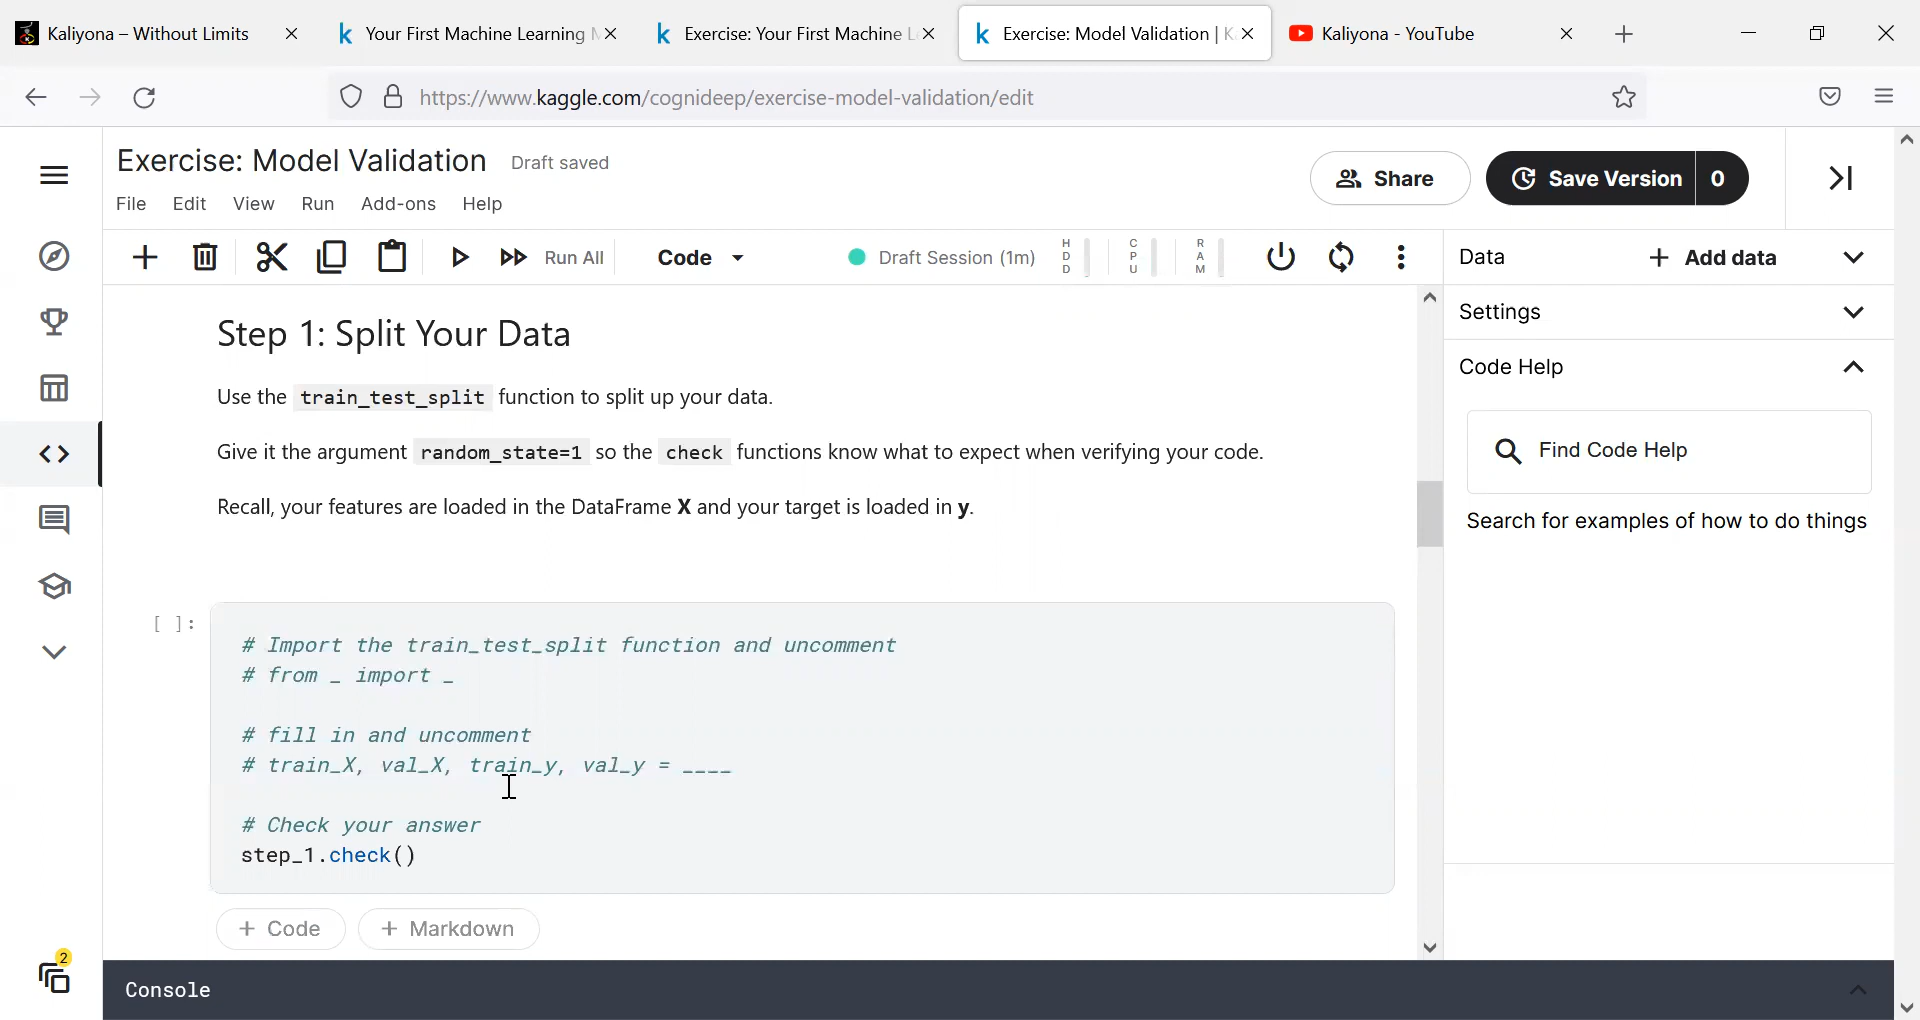 Kaliyona – Without Limits
Your First Machine Learning
Exercise: Your First Machine L
Exercise: Model Validation | K
Kaliyona - YouTube
https://www.kaggle.com/cognideep/exercise-model-validation/edit
Exercise: Model Validation
Draft saved
File Edit View Run Add-ons Help
Share
Save Version 0
Run All
Code
Draft Session (1m)
HDD
CPU
RAM
Data
+ Add data
Settings
Code Help
Find Code Help
Search for examples of how to do things
Step 1: Split Your Data
Use the train_test_split function to split up your data.
Give it the argument random_state=1 so the check functions know what to expect when verifying your code.
Recall, your features are loaded in the DataFrame X and your target is loaded in y.
[ ]:
# Import the train_test_split function and uncomment
# from _ import _
# fill in and uncomment
# train_X, val_X, train_y, val_y = ____
# Check your answer
step_1.check()
+ Code
+ Markdown
2
Console